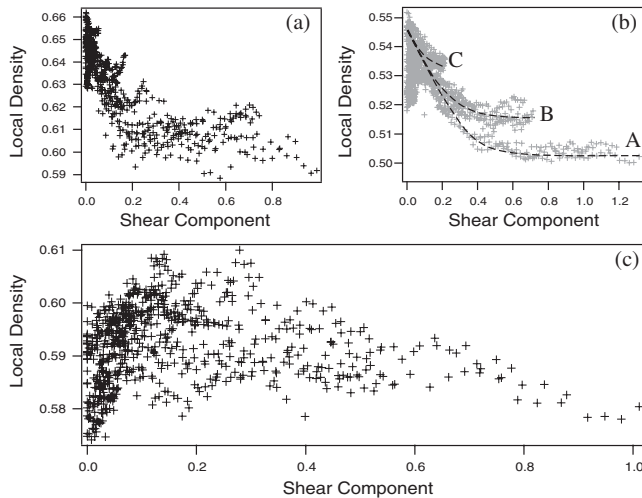 (a)
Local Density
0.66
0.65
0.64
0.63
0.62
0.61
0.60
0.59
0.0 0.2 0.4 0.6 0.8
Shear Component
(b)
Local Density
0.55
0.54
0.53
0.52
0.51
0.50
C
B
A
0.0 0.2 0.4 0.6 0.8 1.0 1.2
Shear Component
(c)
Local Density
0.61
0.60
0.59
0.58
0.0 0.2 0.4 0.6 0.8 1.0
Shear Component